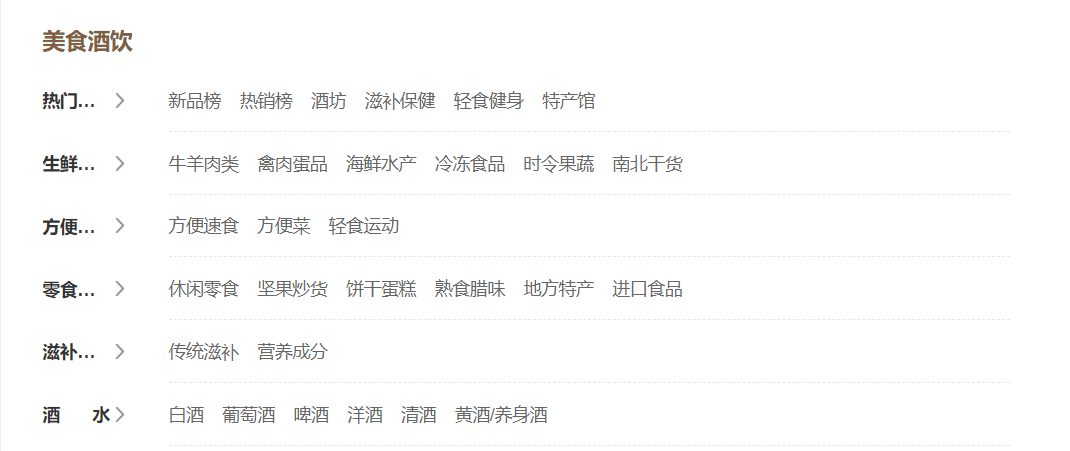 美食酒饮
热门... 新品榜 热销榜 酒坊 滋补保健 轻食健身 特产馆
生鲜... 牛羊肉类 禽肉蛋品 海鲜水产 冷冻食品 时令果蔬 南北干货
方便... 方便速食 方便菜 轻食运动
零食... 休闲零食 坚果炒货 饼干蛋糕 熟食腊味 地方特产 进口食品
滋补... 传统滋补 营养成分
酒 水 白酒 葡萄酒 啤酒 洋酒 清酒 黄酒/养身酒